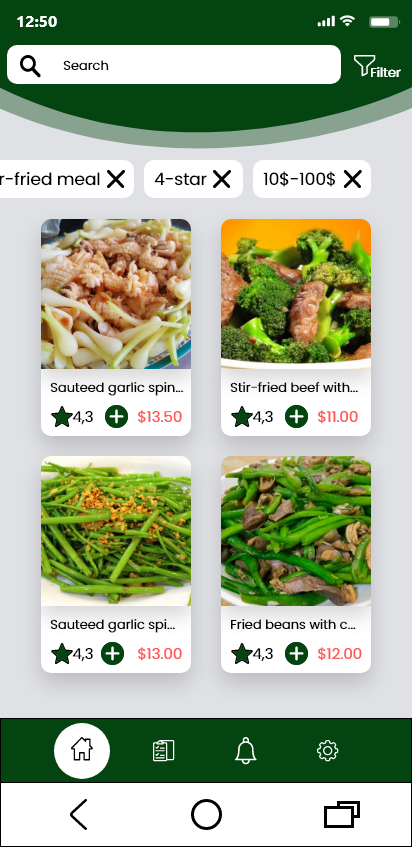 12:50
Search
Filter
r-fried meal
4-star
10$-100$
Sauteed garlic spin...
Stir-fried beef with...
4,3
$13.50
4,3
$11.00
Sauteed garlic spi...
Fried beans with c...
4,3
$13.00
4,3
$12.00